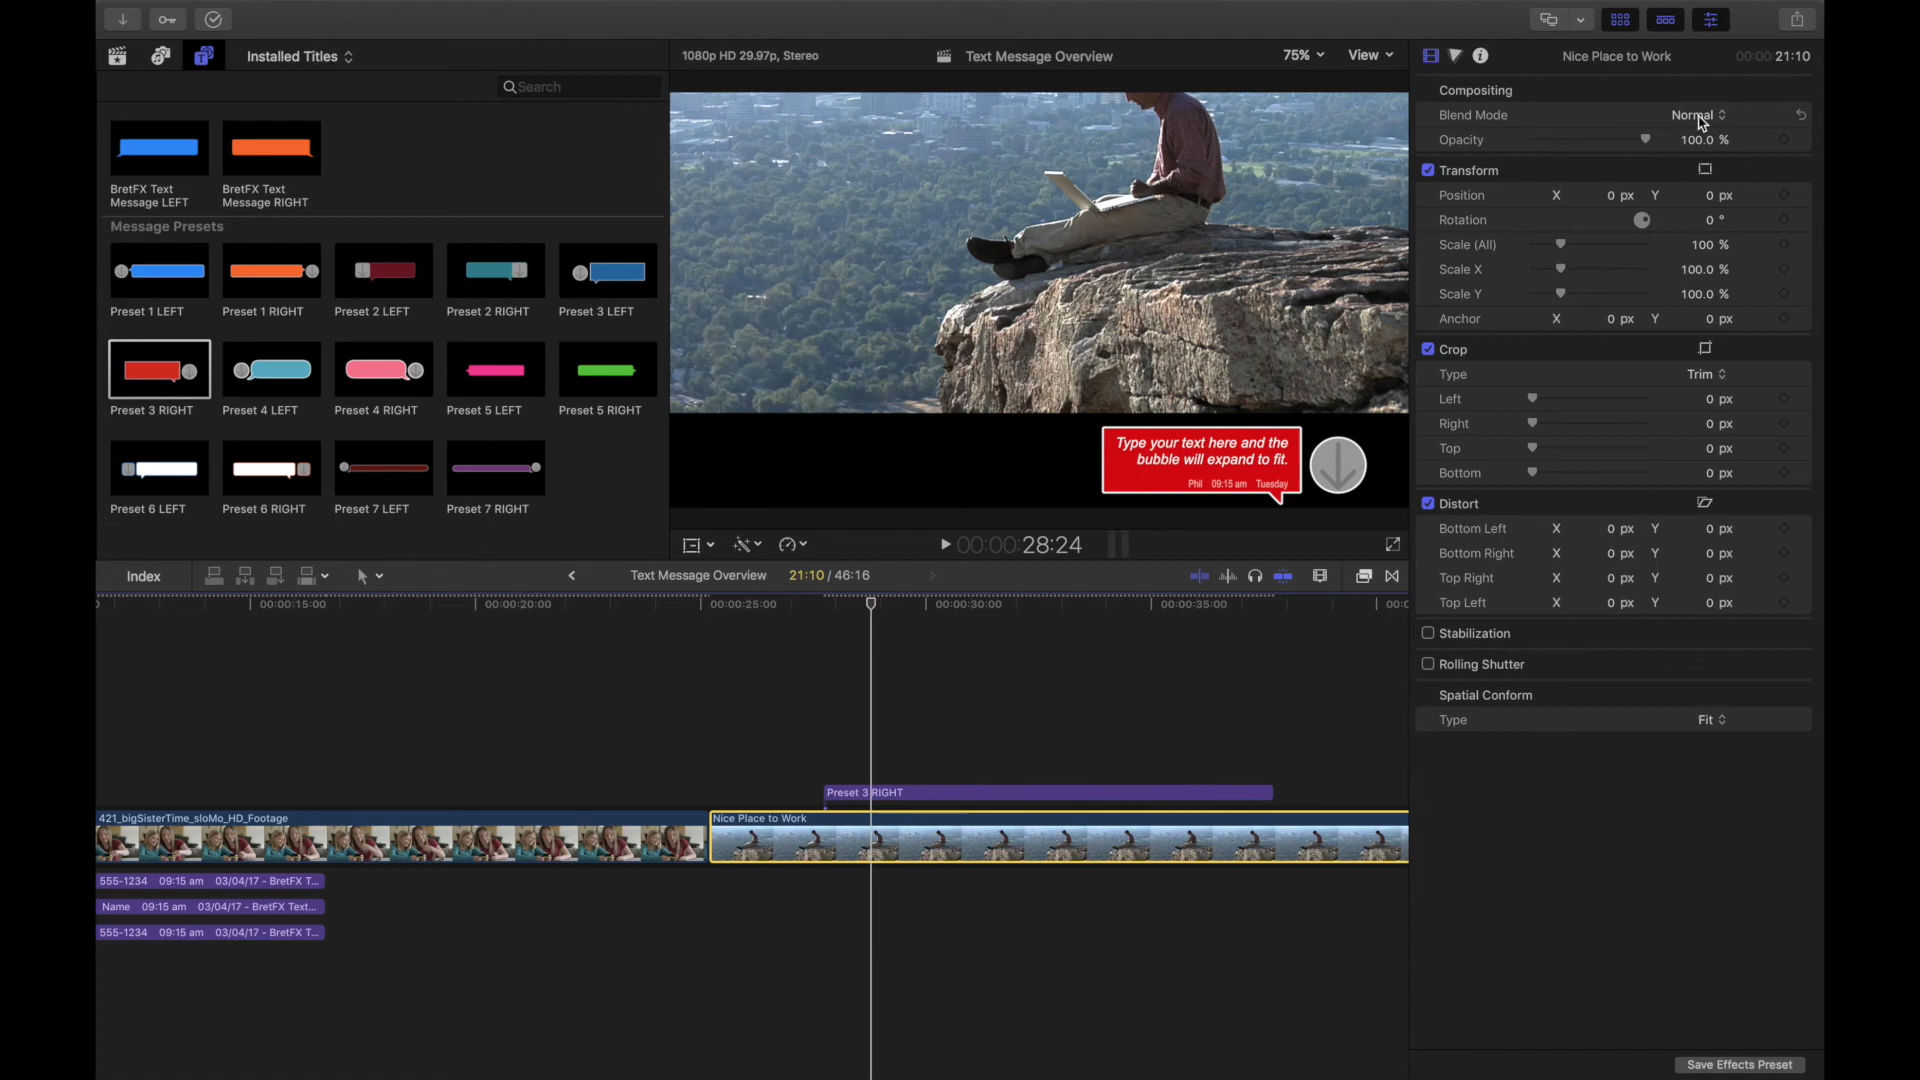 Installed Titles
1080p HD 29.97p, Stereo
Text Message Overview
75%
View
Nice Place to Work
00:00:21:10
Search
BretFX Text
Message LEFT
BretFX Text
Message RIGHT
Message Presets
Preset 1 LEFT
Preset 1 RIGHT
Preset 2 LEFT
Preset 2 RIGHT
Preset 3 LEFT
Preset 3 RIGHT
Preset 4 LEFT
Preset 4 RIGHT
Preset 5 LEFT
Preset 5 RIGHT
Preset 6 LEFT
Preset 6 RIGHT
Preset 7 LEFT
Preset 7 RIGHT
Type your text here and the
bubble will expand to fit.
Phil 09:15 am Tuesday
00:00:28:24
Compositing
Blend Mode Normal
Opacity 100.0 %
Transform
Position X 0 px Y 0 px
Rotation 0 °
Scale (All) 100 %
Scale X 100.0 %
Scale Y 100.0 %
Anchor X 0 px Y 0 px
Crop
Type Trim
Left 0 px
Right 0 px
Top 0 px
Bottom 0 px
Distort
Bottom Left X 0 px Y 0 px
Bottom Right X 0 px Y 0 px
Top Right X 0 px Y 0 px
Top Left X 0 px Y 0 px
Stabilization
Rolling Shutter
Spatial Conform
Type Fit
Save Effects Preset
Index
Text Message Overview 21:10 / 46:16
00:00:15:00
00:00:20:00
00:00:25:00
00:00:30:00
00:00:35:00
Preset 3 RIGHT
421_bigSisterTime_sloMo_HD_Footage
Nice Place to Work
555-1234 09:15 am 03/04/17 - BretFX T...
Name 09:15 am 03/04/17 - BretFX Text...
555-1234 09:15 am 03/04/17 - BretFX T...